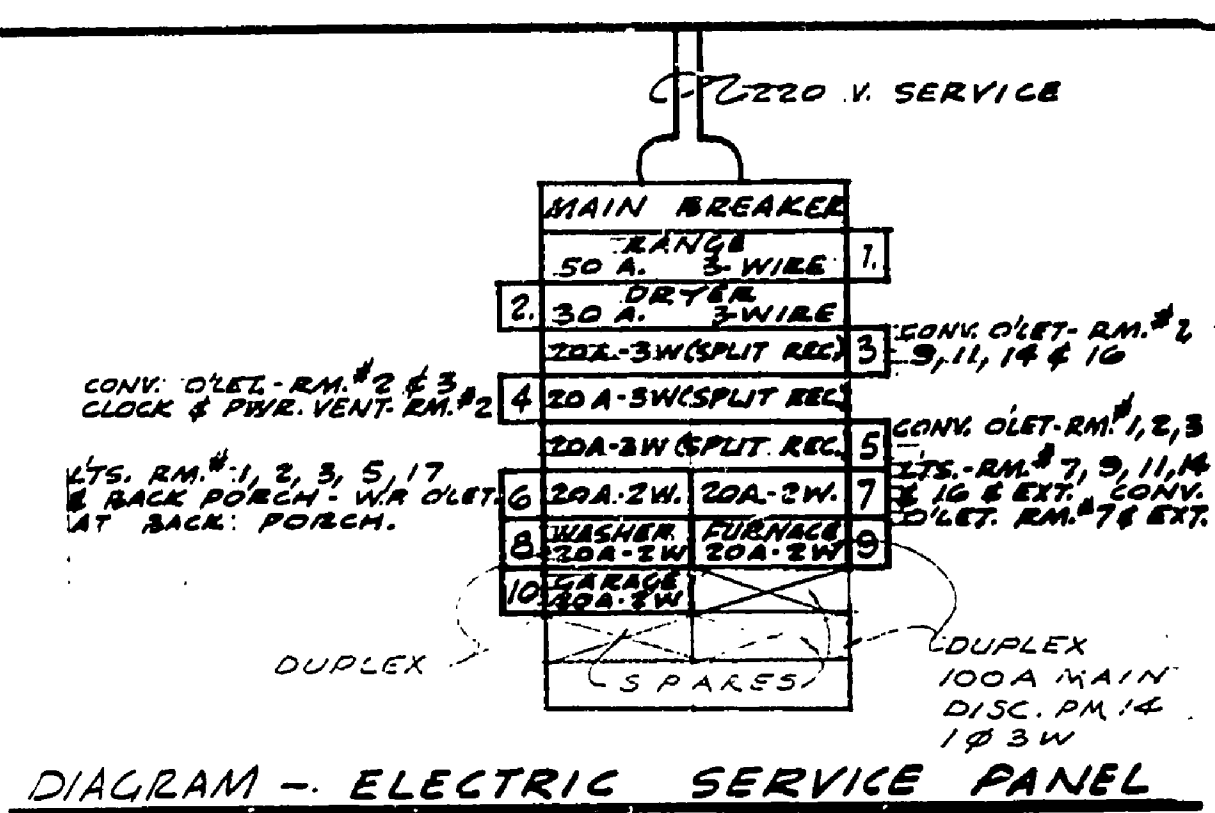 220 V. SERVICE
MAIN BREAKER
RANGE
50 A. 3-WIRE
1.
2.
DRYER
30 A. 3-WIRE
20A-3W(SPLIT REC)
3
CONV. O'LET-RM.#2
9, 11, 14 & 16
CONV. O'LET.-RM.#2 & 3
CLOCK & PWR. VENT-RM.#2
4
20A-3W(SPLIT REC)
20A-3W(SPLIT REC.
5
CONV. O'LET-RM.#1,2,3
LTS. RM.#1, 2, 3, 5, 17
& BACK PORCH - W.P. O'LET.
AT BACK PORCH.
6
20A-2W.
20A-2W.
7
LTS.-RM.#7,9,11,14
& 16 & EXT. CONV.
O'LET. RM.#7 & EXT.
8
WASHER
20A-2W
FURNACE
20A-2W
9
10
GARAGE
20A-2W
DUPLEX
SPARES
DUPLEX
100A MAIN
DISC. PM 14
1Ø3W
DIAGRAM - ELECTRIC SERVICE PANEL